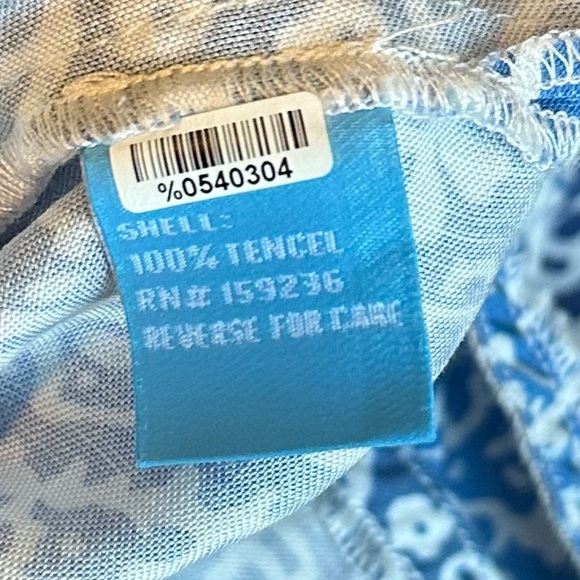 %0540304
SHELL:
100% TENCEL
RN# 159236
REVERSE FOR CARE